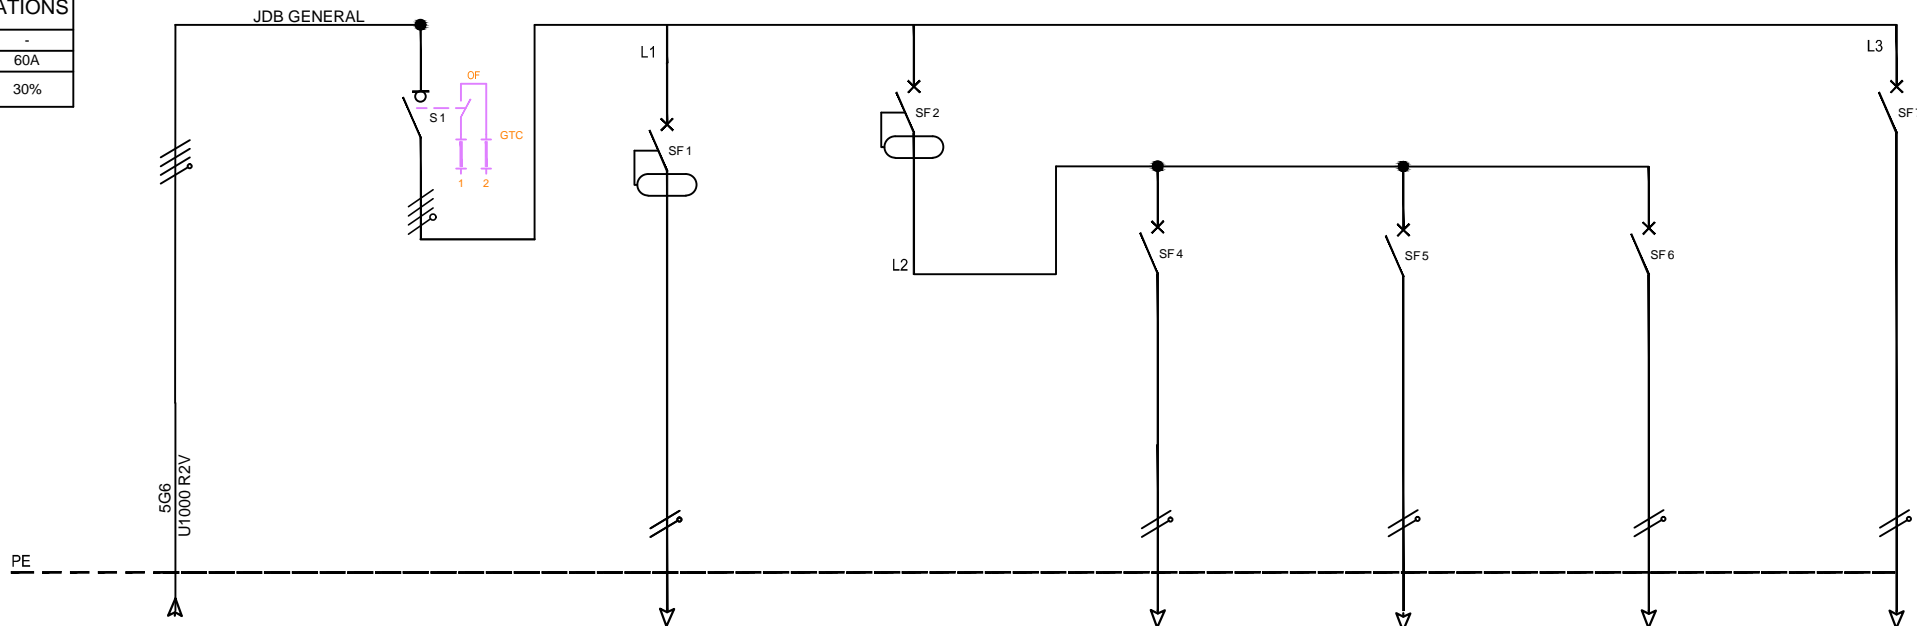 -
60A
30%
JDB GENERAL
OF
S1
GTC
1 2
L1
SF1
SF2
L2
SF4
SF5
SF6
L3
5G6
U1000 R2V
PE